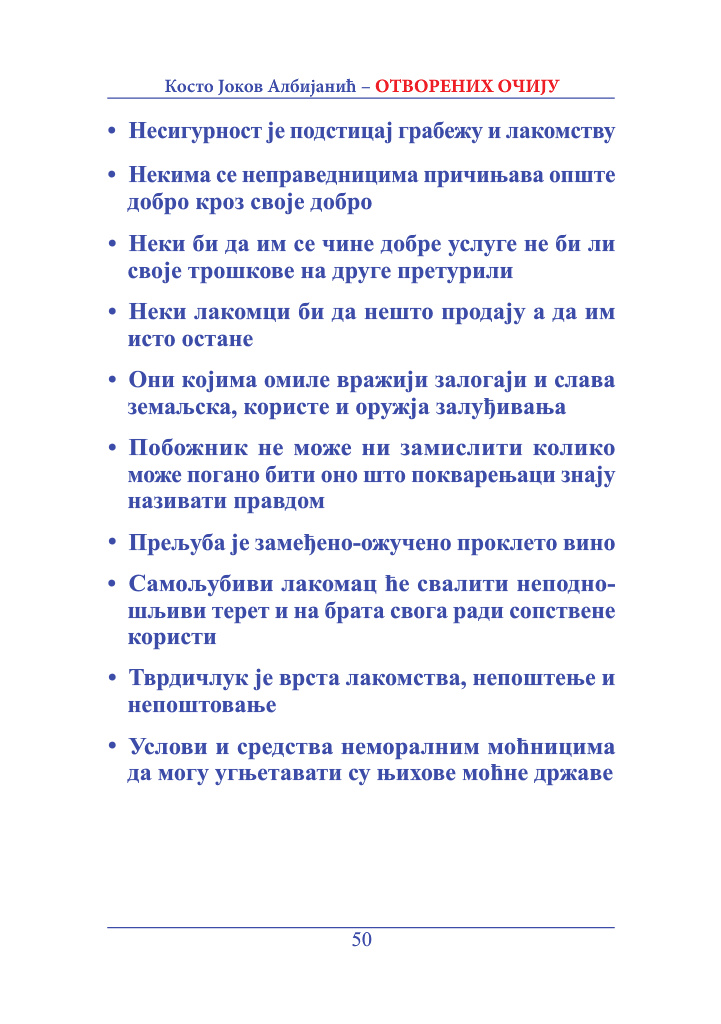 Косто Јоков Албијанић – ОТВОРЕНИХ ОЧИЈУ
• Несигурност је подстицај грабежу и лакомству
• Некима се неправедницима причињава опште
добро кроз своје добро
• Неки би да им се чине добре услуге не би ли
своје трошкове на друге претурили
• Неки лакомци би да нешто продају а да им
исто остане
• Они којима омиле вражији залогаји и слава
земаљска, користе и оружја залуђивања
• Побожник не може ни замислити колико
може погано бити оно што покварењаци знају
називати правдом
• Прељуба је замеђено-ожучено проклето вино
• Самољубиви лакомац ће свалити неподно-
шљиви терет и на брата свога ради сопствене
користи
• Тврдичлук је врста лакомства, непоштење и
непоштовање
• Услови и средства неморалним моћницима
да могу угњетавати су њихове моћне државе
50